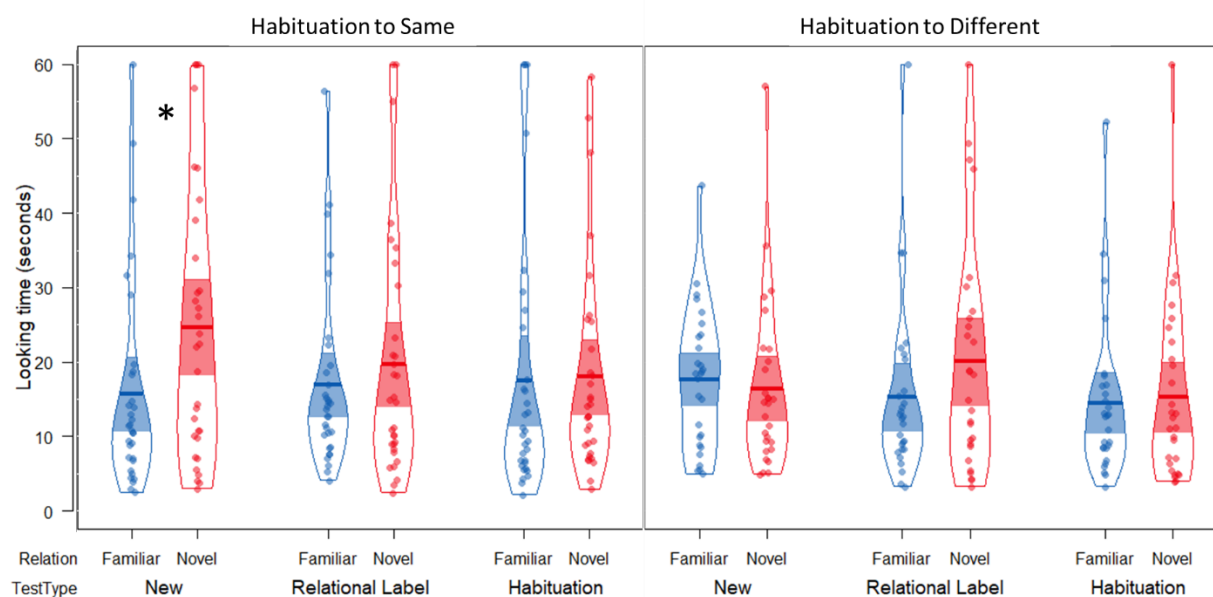 Habituation to Same
Habituation to Different
Looking time (seconds)
60
50
40
30
20
10
0
*
Relation Familiar Novel Familiar Novel Familiar Novel Familiar Novel Familiar Novel Familiar Novel
TestType New Relational Label Habituation New Relational Label Habituation